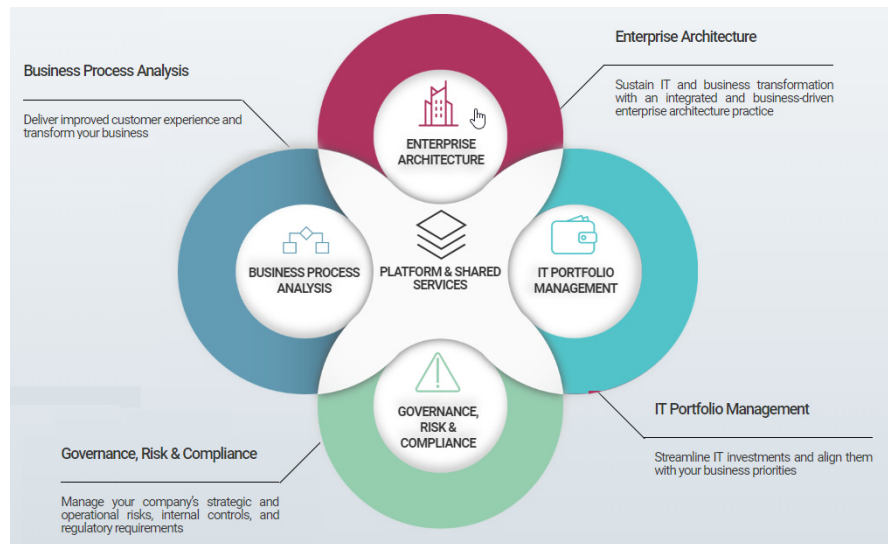 Enterprise Architecture
Sustain IT and business transformation
with an integrated and business-driven
enterprise architecture practice
Business Process Analysis
Deliver improved customer experience and
transform your business
ENTERPRISE
ARCHITECTURE
BUSINESS PROCESS
ANALYSIS
PLATFORM & SHARED
SERVICES
IT PORTFOLIO
MANAGEMENT
GOVERNANCE,
RISK &
COMPLIANCE
IT Portfolio Management
Streamline IT investments and align them
with your business priorities
Governance, Risk & Compliance
Manage your company's strategic and
operational risks, internal controls, and
regulatory requirements